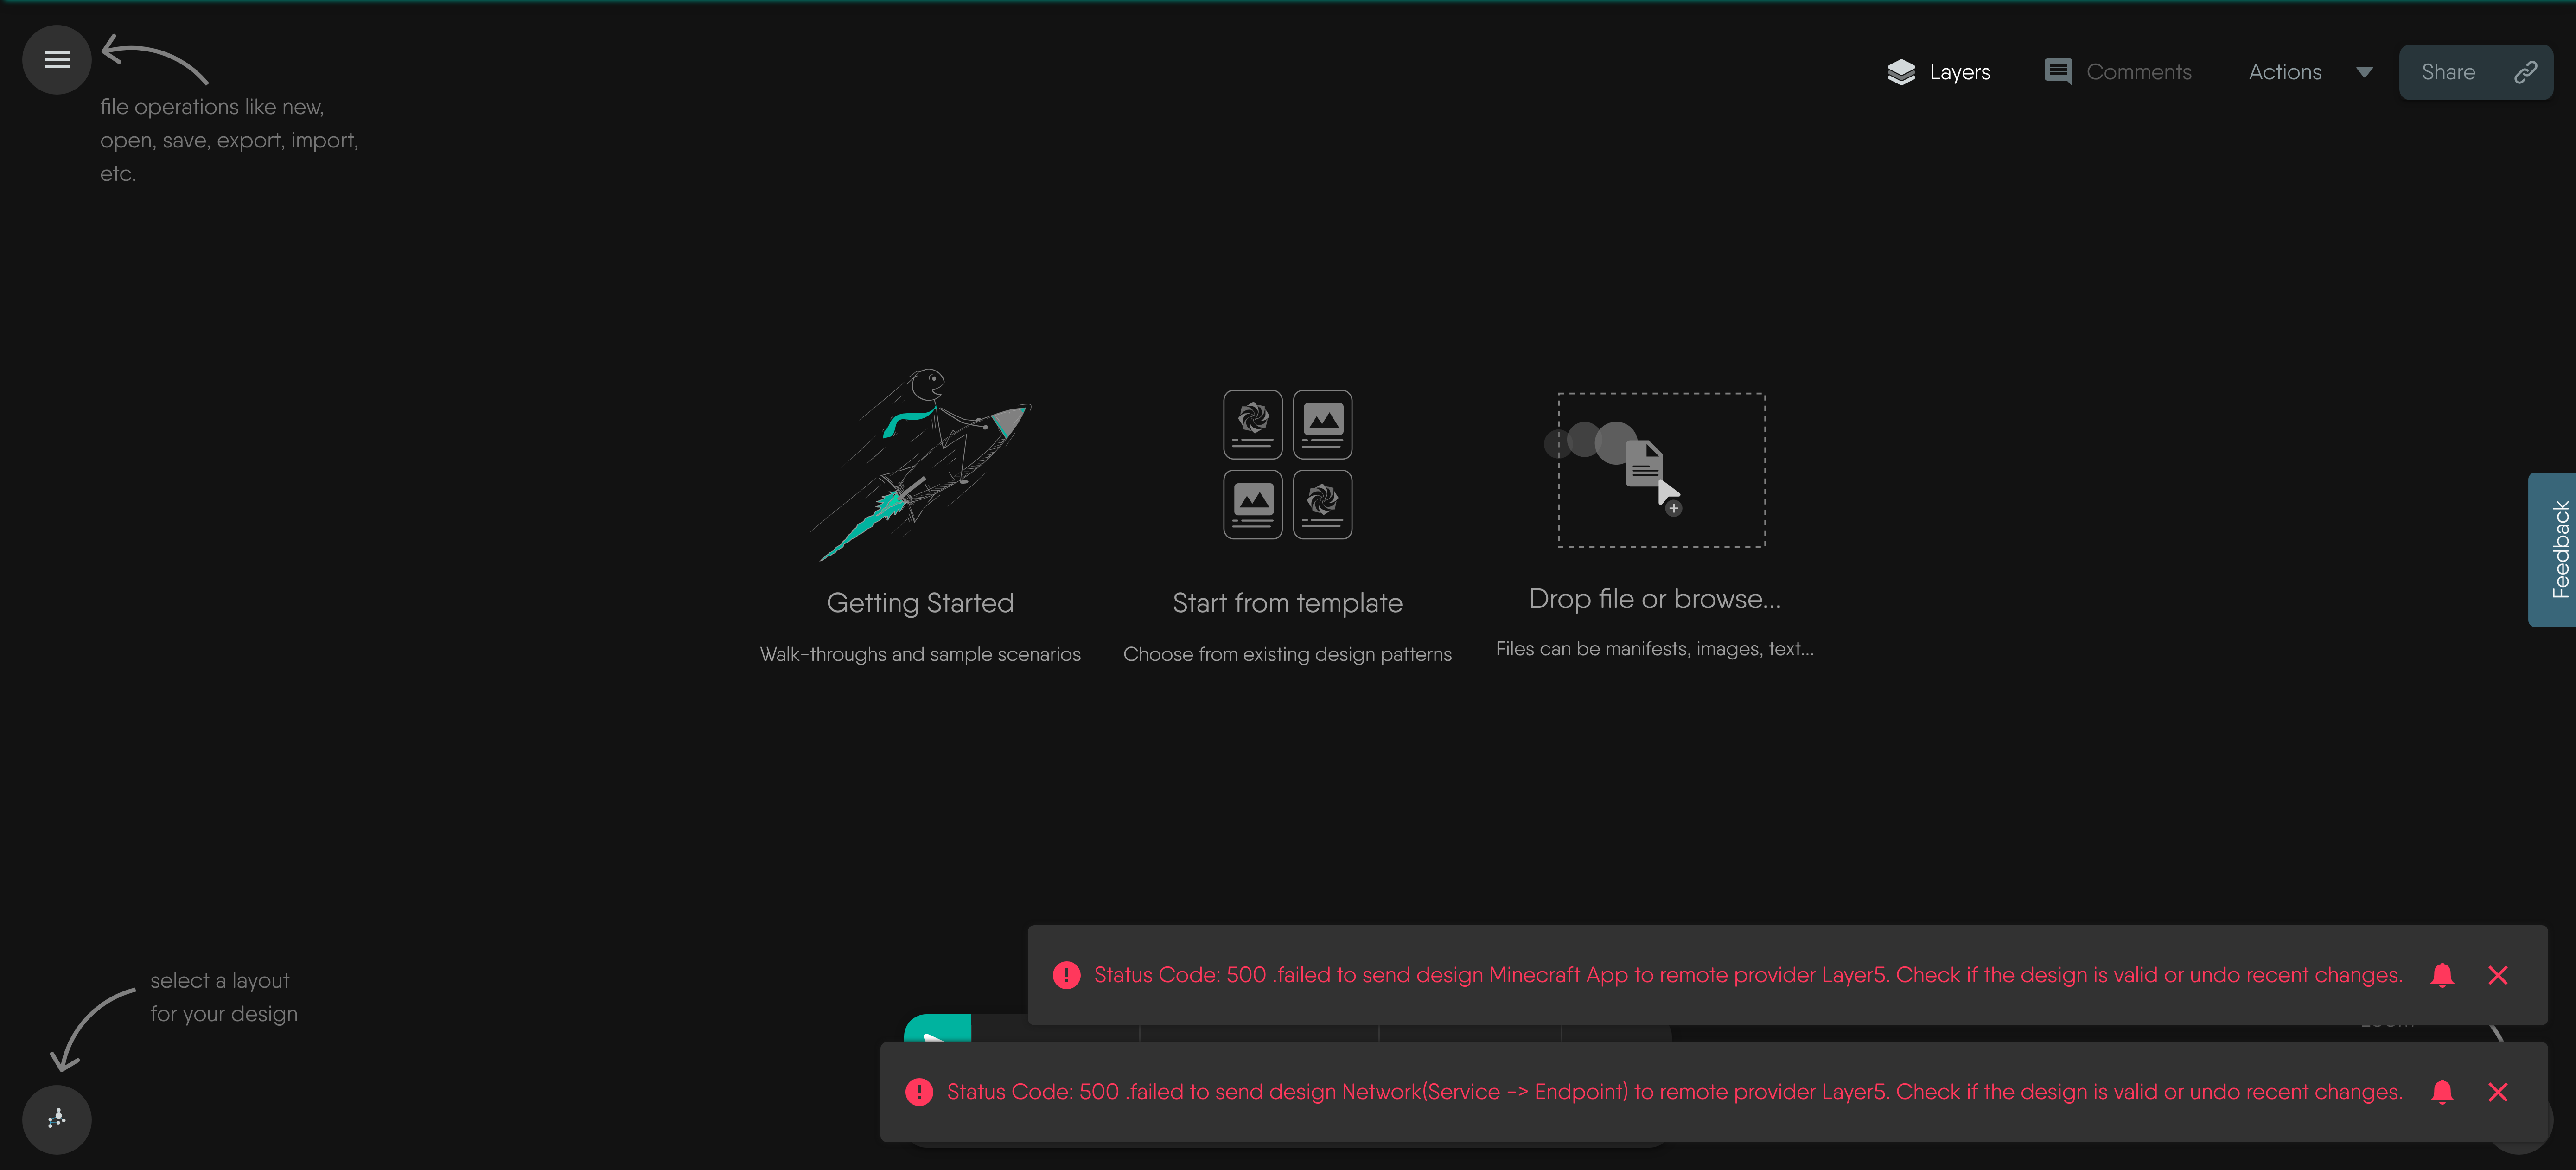 file operations like new,
open, save, export, import,
etc.
Layers
Comments
Actions
Share
Getting Started
Walk-throughs and sample scenarios
Start from template
Choose from existing design patterns
Drop file or browse...
Files can be manifests, images, text...
Feedback
select a layout
for your design
Status Code: 500 .failed to send design Minecraft App to remote provider Layer5. Check if the design is valid or undo recent changes.
Status Code: 500 .failed to send design Network(Service -> Endpoint) to remote provider Layer5. Check if the design is valid or undo recent changes.